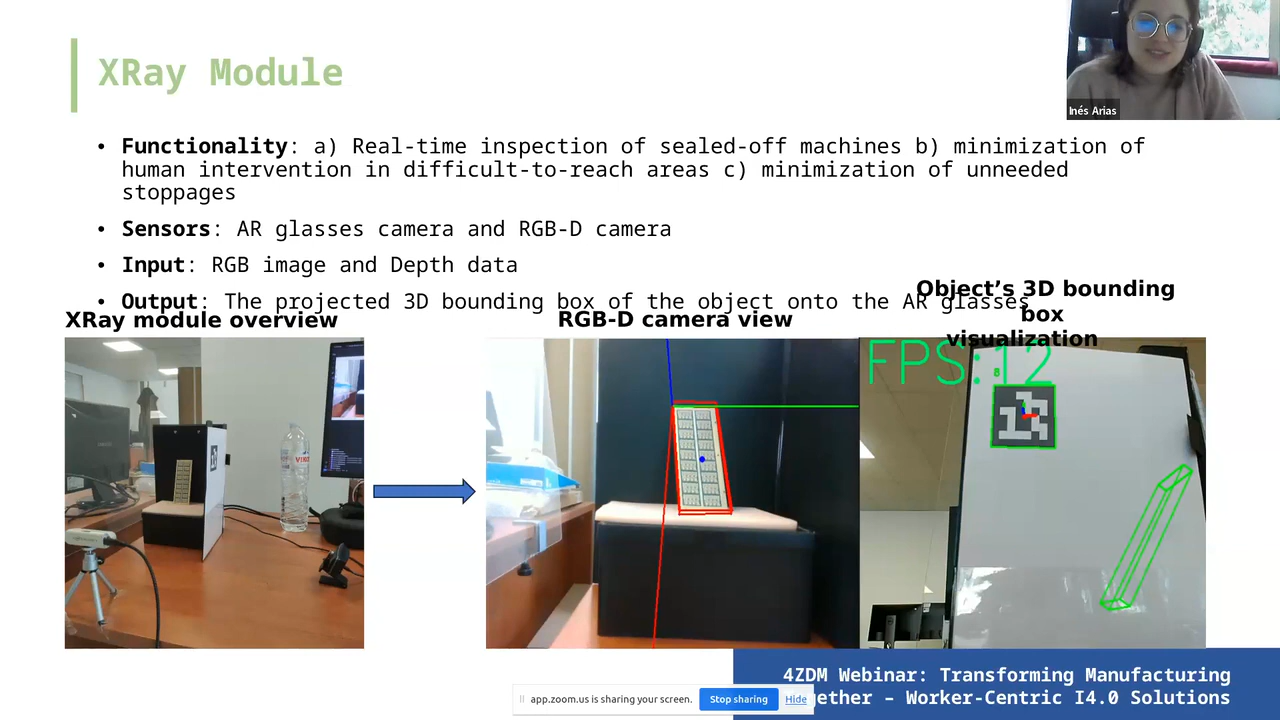 XRay Module
Inés Arias
• Functionality: a) Real-time inspection of sealed-off machines b) minimization of
human intervention in difficult-to-reach areas c) minimization of unneeded
stoppages
• Sensors: AR glasses camera and RGB-D camera
• Input: RGB image and Depth data
• Output: The projected 3D bounding box of the object onto the AR glasses
XRay module overview
RGB-D camera view
Object’s 3D bounding
box
visualization
FPS:12
4ZDM Webinar: Transforming Manufacturing
Together – Worker-Centric I4.0 Solutions
app.zoom.us is sharing your screen.
Stop sharing
Hide